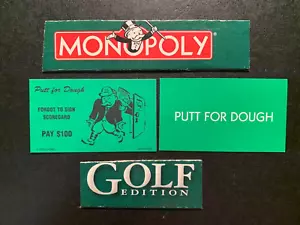 MONOPOLY
Putt for Dough
FORGOT TO SIGN
SCORECARD
PAY $100
PUTT FOR DOUGH
GOLF
EDITION